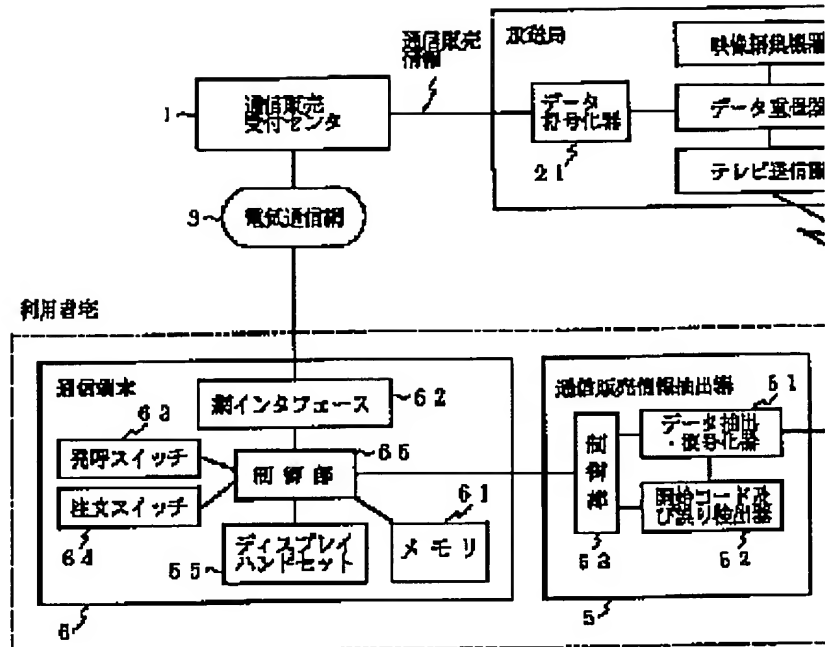 通信販売
情報
放送局
映像編集機器
通信販売
受付センタ
1
データ
符号化器
データ重畳器
21
テレビ送信機
3
電気通信網
利用者宅
通信端末
網インタフェース
62
通信販売情報抽出器
51
63
発呼スイッチ
65
制御部
データ抽出
・復号化器
制御部
注文スイッチ
61
開始コード及
び誤り検出器
64
ディスプレイ
ハンドセット
メモリ
55
53
52
6
5